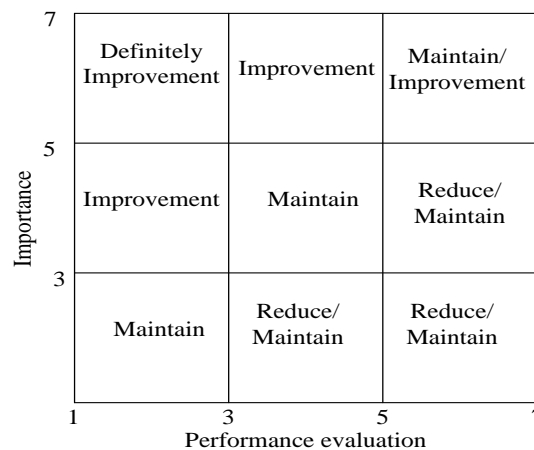 7
Definitely
Improvement
Improvement
Maintain/
Improvement
5
Improvement
Maintain
Reduce/
Maintain
Importance
3
Maintain
Reduce/
Maintain
Reduce/
Maintain
1
3
5
Performance evaluation